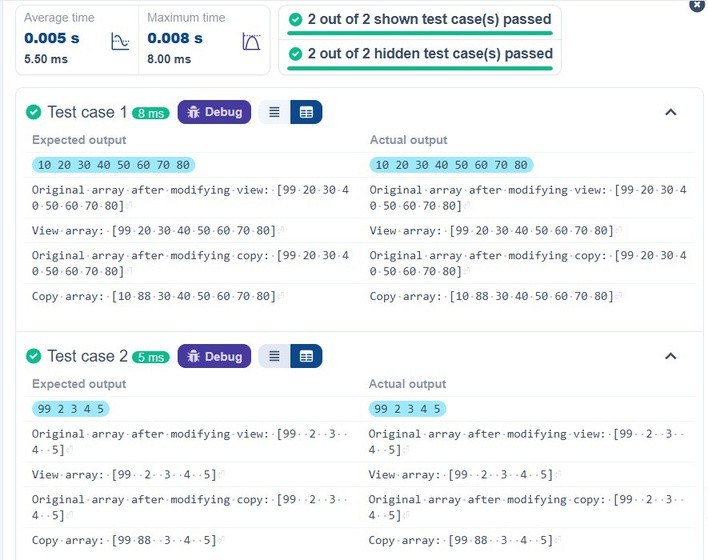 Average time
Maximum time
0.005 s
0.008 s
5.50 ms
8.00 ms
2 out of 2 shown test case(s) passed
2 out of 2 hidden test case(s) passed
Test case 1 8 ms Debug
Expected output
Actual output
10 20 30 40 50 60 70 80
10 20 30 40 50 60 70 80
Original·array·after·modifying·view:·[99·20·30·4
0·50·60·70·80]
Original·array·after·modifying·view:·[99·20·30·4
0·50·60·70·80]
View·array:·[99·20·30·40·50·60·70·80]
View·array:·[99·20·30·40·50·60·70·80]
Original·array·after·modifying·copy:·[99·20·30·4
0·50·60·70·80]
Original·array·after·modifying·copy:·[99·20·30·4
0·50·60·70·80]
Copy·array:·[10·88·30·40·50·60·70·80]
Copy·array:·[10·88·30·40·50·60·70·80]
Test case 2 5 ms Debug
Expected output
Actual output
99 2 3 4 5
99 2 3 4 5
Original·array·after·modifying·view:·[99··2··3··
4··5]
Original·array·after·modifying·view:·[99··2··3··
4··5]
View·array:·[99··2··3··4··5]
View·array:·[99··2··3··4··5]
Original·array·after·modifying·copy:·[99··2··3··
4··5]
Original·array·after·modifying·copy:·[99··2··3··
4··5]
Copy·array:·[99·88··3··4··5]
Copy·array:·[99·88··3··4··5]